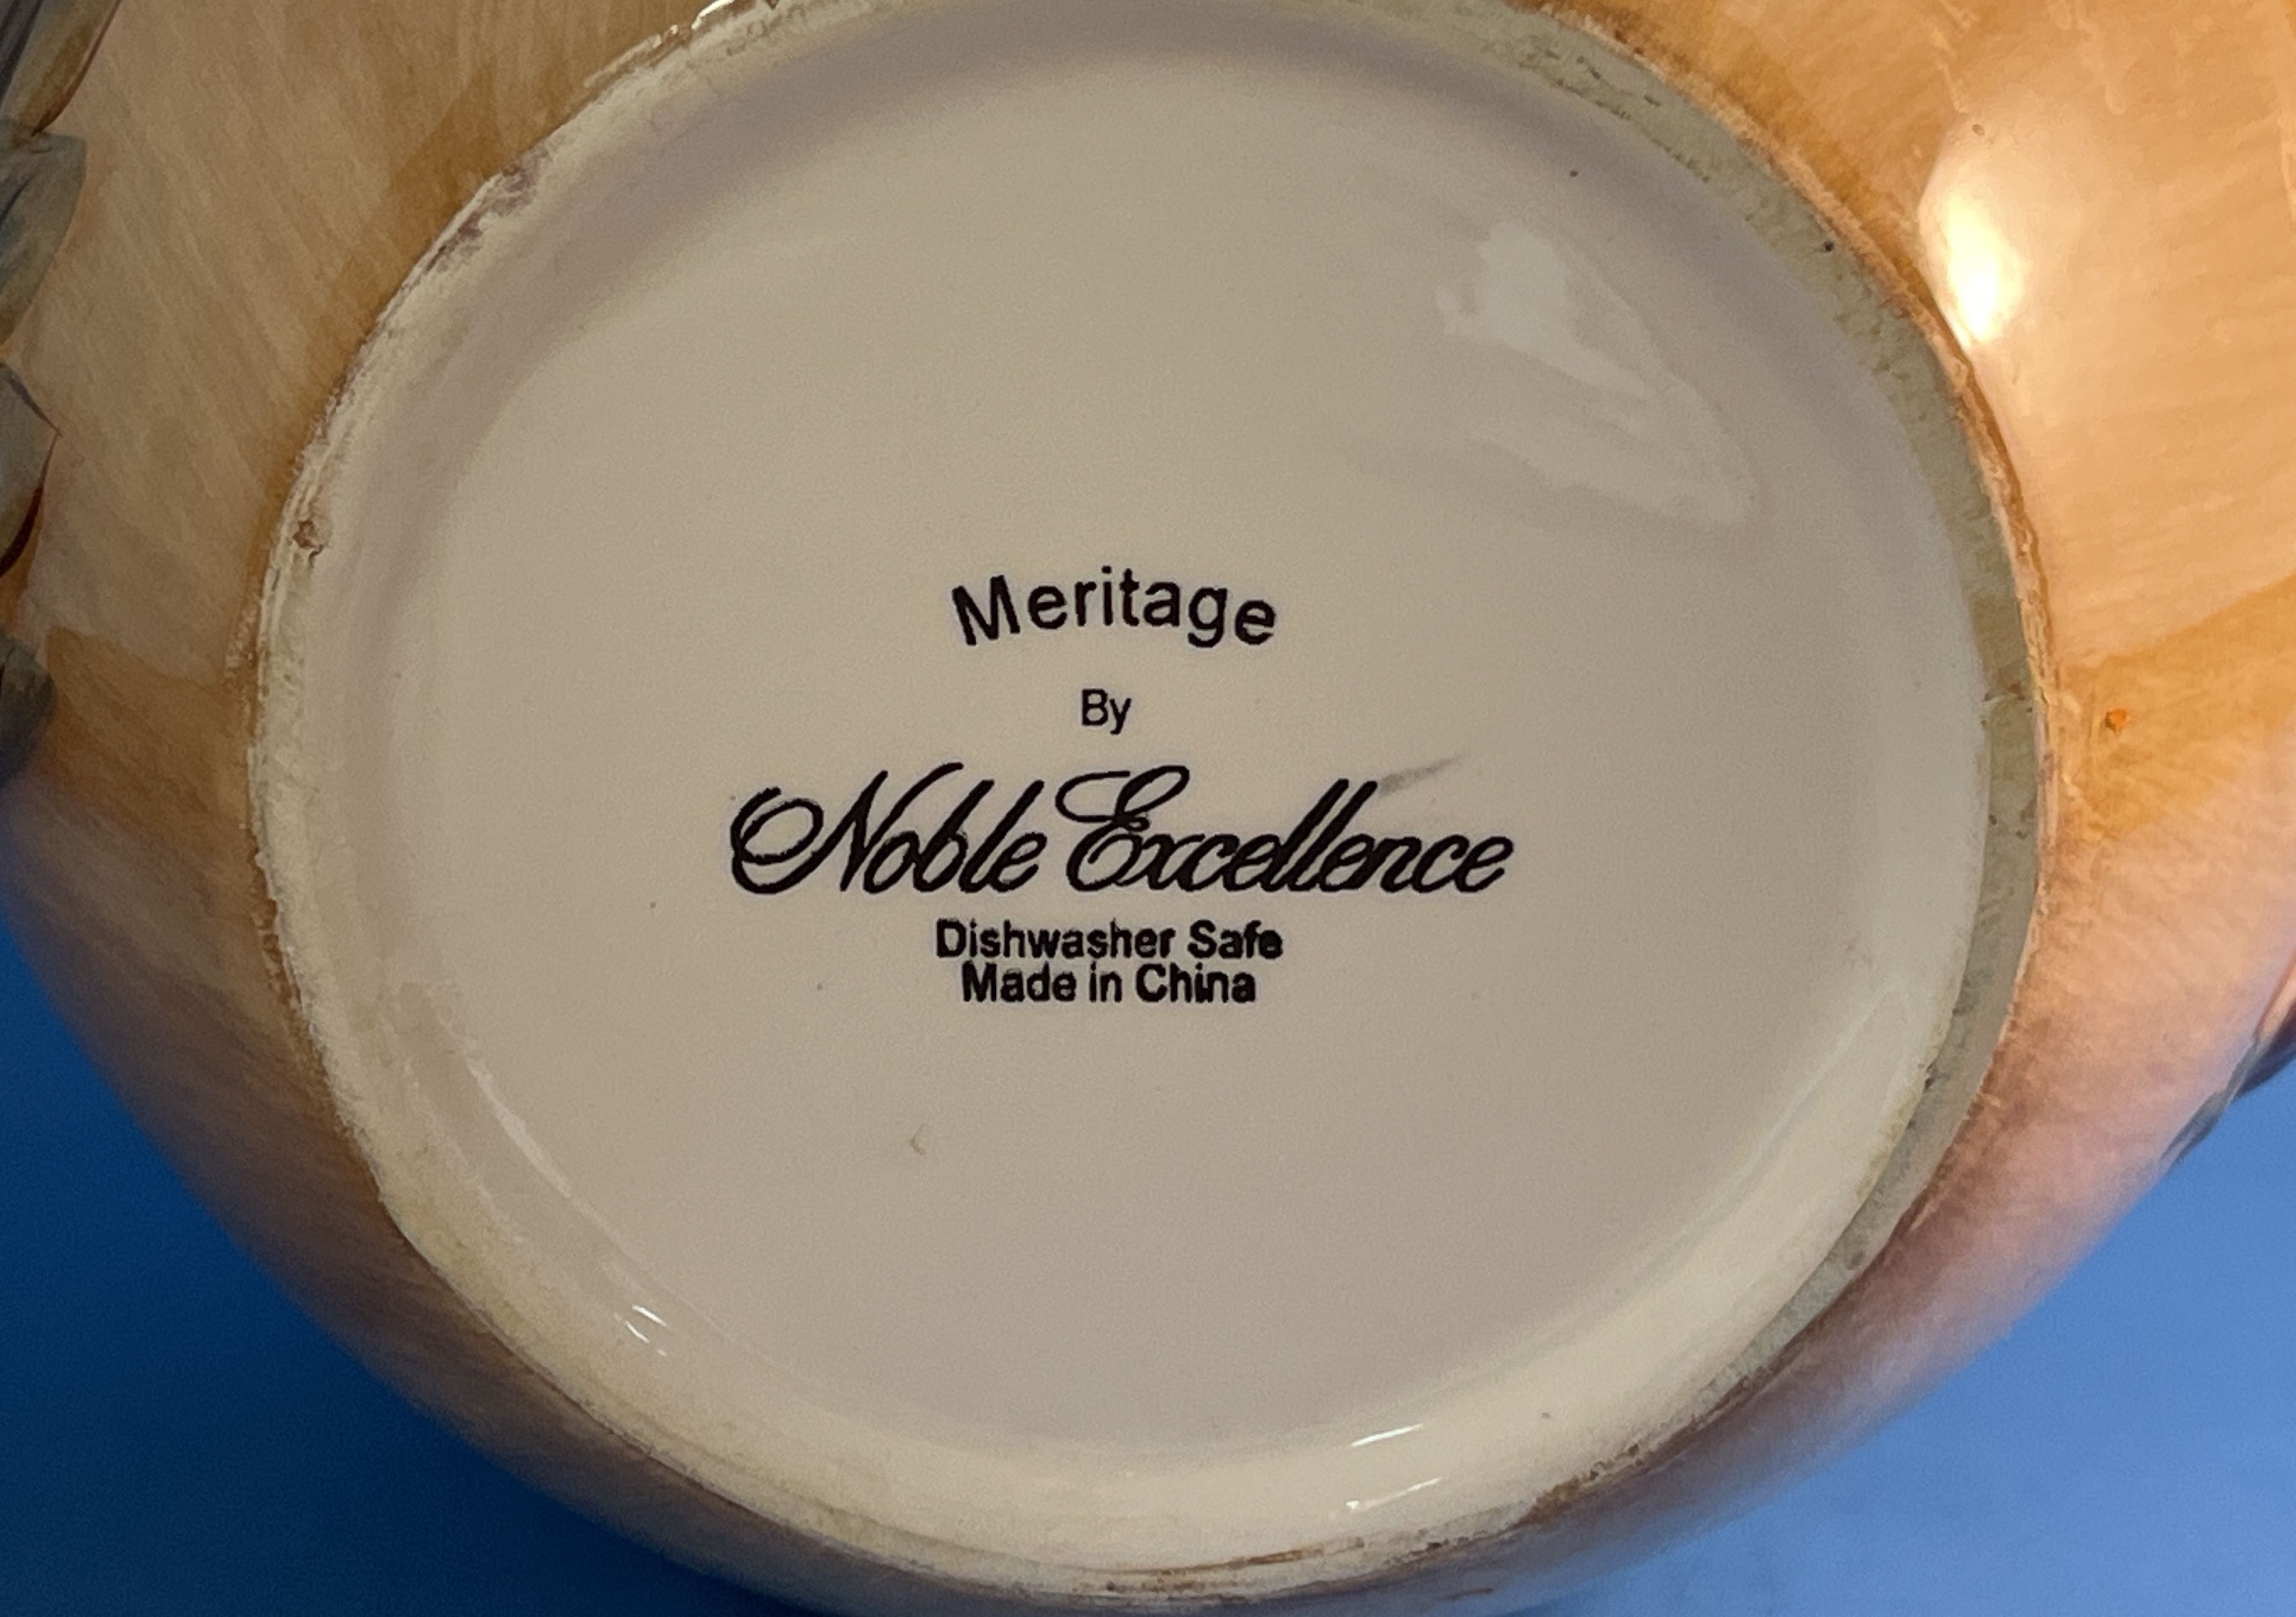 Meritage
By
Noble Excellence
Dishwasher Safe
Made in China